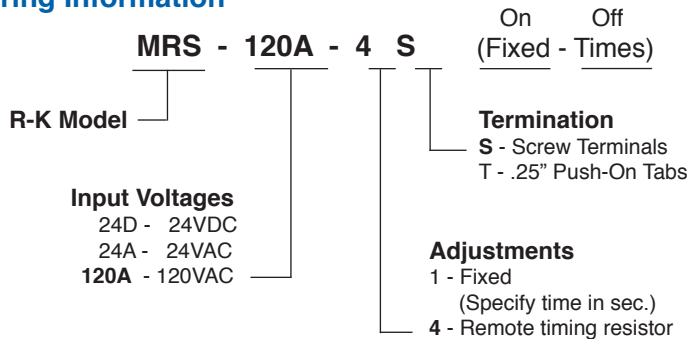 ring Information
On Off
MRS - 120A - 4 S (Fixed - Times)
R-K Model
Termination
S - Screw Terminals
T - .25” Push-On Tabs
Input Voltages
24D - 24VDC
24A - 24VAC
120A - 120VAC
Adjustments
1 - Fixed
(Specify time in sec.)
4 - Remote timing resistor